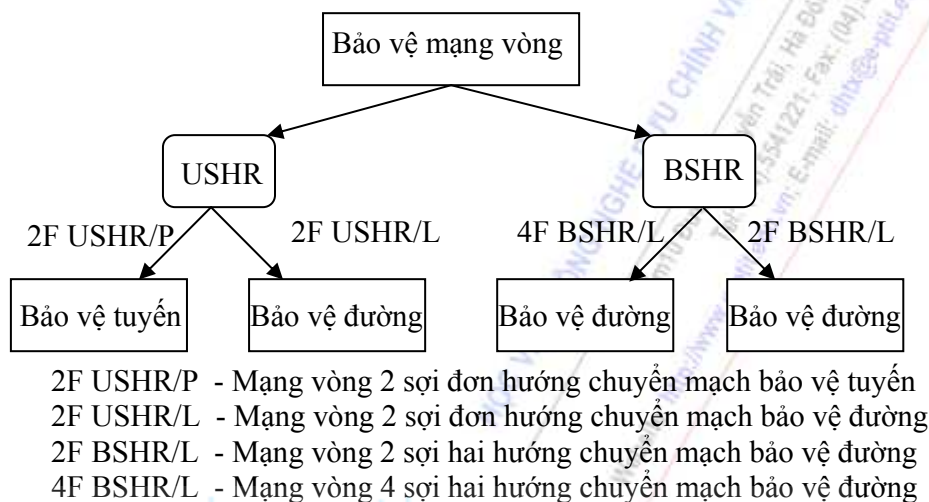 Bảo vệ mạng vòng
USHR
BSHR
2F USHR/P
2F USHR/L
4F BSHR/L
2F BSHR/L
Bảo vệ tuyến
Bảo vệ đường
Bảo vệ đường
Bảo vệ đường
2F USHR/P - Mạng vòng 2 sợi đơn hướng chuyển mạch bảo vệ tuyến
2F USHR/L - Mạng vòng 2 sợi đơn hướng chuyển mạch bảo vệ đường
2F BSHR/L - Mạng vòng 2 sợi hai hướng chuyển mạch bảo vệ đường
4F BSHR/L - Mạng vòng 4 sợi hai hướng chuyển mạch bảo vệ đường